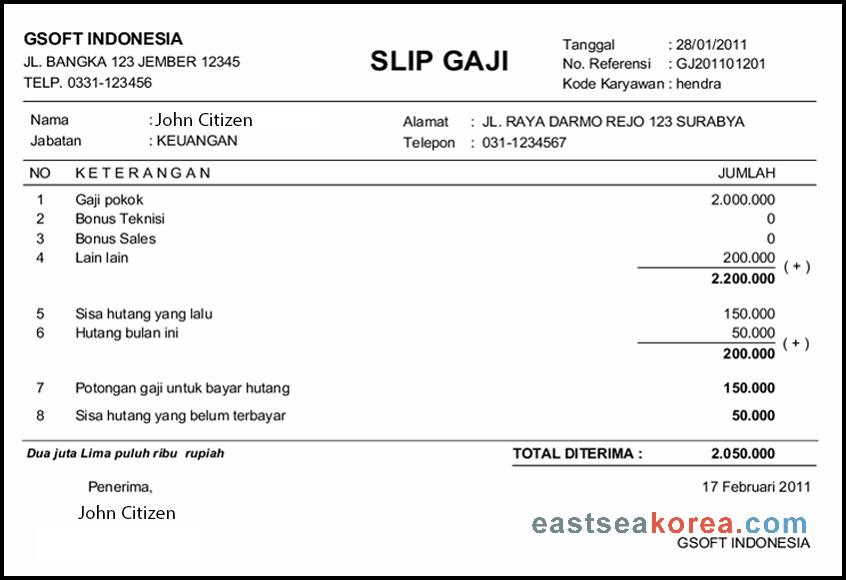 GSOFT INDONESIA
JL. BANGKA 123 JEMBER 12345
TELP. 0331-123456
SLIP GAJI
Tanggal : 28/01/2011
No. Referensi : GJ201101201
Kode Karyawan : hendra
Nama : John Citizen
Jabatan : KEUANGAN
Alamat : JL. RAYA DARMO REJO 123 SURABYA
Telepon : 031-1234567
NO KETERANGAN JUMLAH
1 Gaji pokok 2.000.000
2 Bonus Teknisi 0
3 Bonus Sales 0
4 Lain lain 200.000 (+)
2.200.000
5 Sisa hutang yang lalu 150.000
6 Hutang bulan ini 50.000 (+)
200.000
7 Potongan gaji untuk bayar hutang 150.000
8 Sisa hutang yang belum terbayar 50.000
Dua juta Lima puluh ribu rupiah TOTAL DITERIMA : 2.050.000
Penerima, 17 Februari 2011
John Citizen
eastseakorea.com
GSOFT INDONESIA